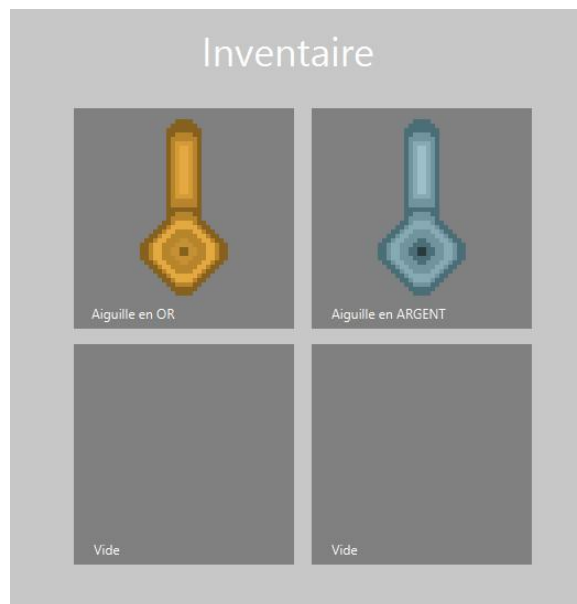 Inventaire
Aiguille en OR
Aiguille en ARGENT
Vide
Vide